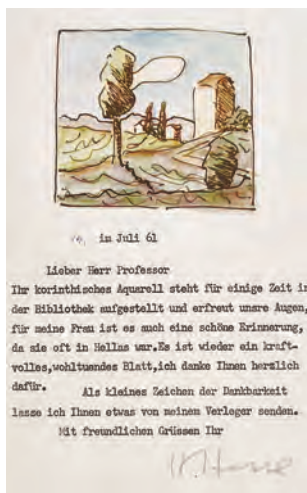 im Juli 61
Lieber Herr Professor
Ihr korinthisches Aquarell steht für einige Zeit in
der Bibliothek aufgestellt und erfreut unsre Augen,
für meine Frau ist es auch eine schöne Erinnerung,
da sie oft in Hellas war.Es ist wieder ein kraft-
volles,wohltuendes Blatt,ich danke Ihnen herzlich
dafür. Als kleines Zeichen der Dankbarkeit
lasse ich Ihnen etwas von meinem Verleger senden.
Mit freundlichen Grüssen Ihr
H. Hesse